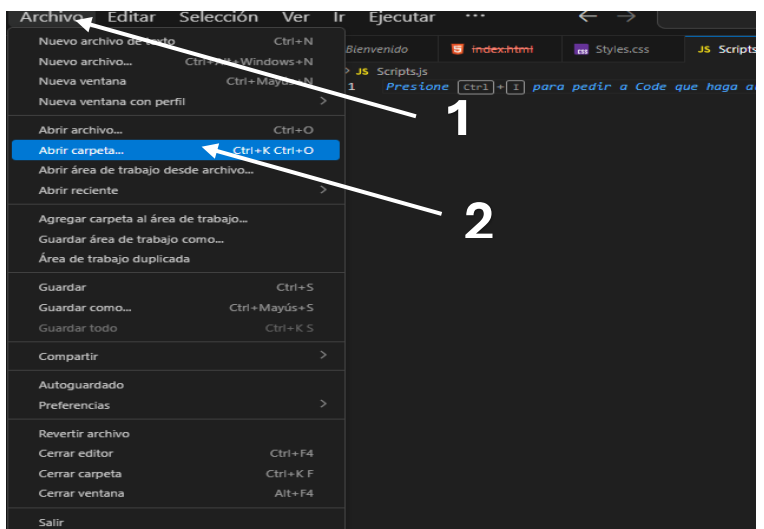 Archivo Editar Selección Ver Ir Ejecutar ...
Nuevo archivo de texto Ctrl+N
Nuevo archivo... Ctrl+Alt+Windows+N
Nueva ventana Ctrl+Mayús+N
Nueva ventana con perfil
Abrir archivo... Ctrl+O
Abrir carpeta... Ctrl+K Ctrl+O
Abrir área de trabajo desde archivo...
Abrir reciente
Agregar carpeta al área de trabajo...
Guardar área de trabajo como...
Área de trabajo duplicada
Guardar Ctrl+S
Guardar como... Ctrl+Mayús+S
Guardar todo Ctrl+K S
Compartir
Autoguardado
Preferencias
Revertir archivo
Cerrar editor Ctrl+F4
Cerrar carpeta Ctrl+K F
Cerrar ventana Alt+F4
Salir
Bienvenido index.html Styles.css JS Scripts
JS Scripts.js
1 Presione Ctrl+I para pedir a Code que haga
1
2